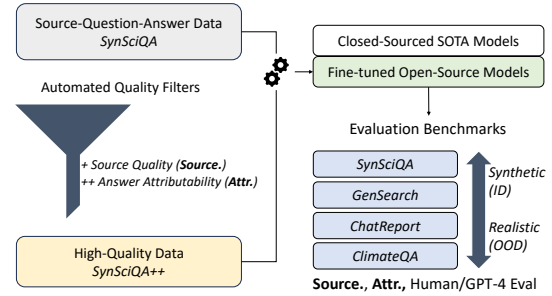 Source-Question-Answer Data
SynSciQA
Automated Quality Filters
+ Source Quality (Source.)
++ Answer Attributability (Attr.)
High-Quality Data
SynSciQA++
Closed-Sourced SOTA Models
Fine-tuned Open-Source Models
Evaluation Benchmarks
SynSciQA
GenSearch
ChatReport
ClimateQA
Synthetic
(ID)
Realistic
(OOD)
Source., Attr., Human/GPT-4 Eval